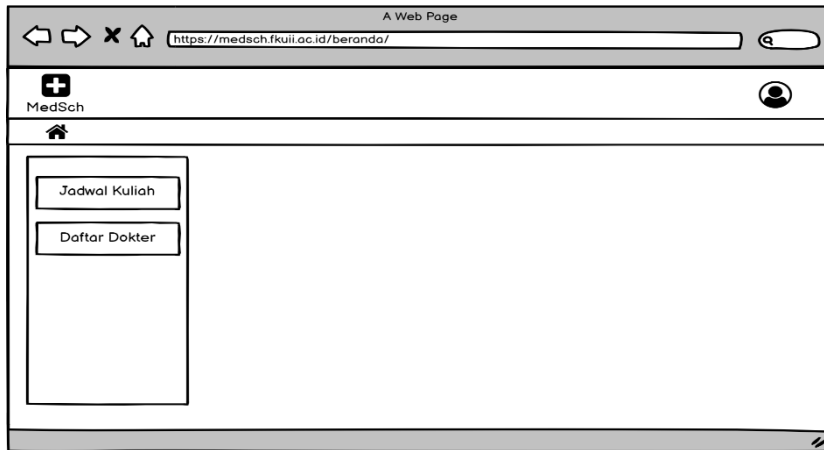 A Web Page
https://medsch.fkuii.ac.id/beranda/
MedSch
Jadwal Kuliah
Daftar Dokter